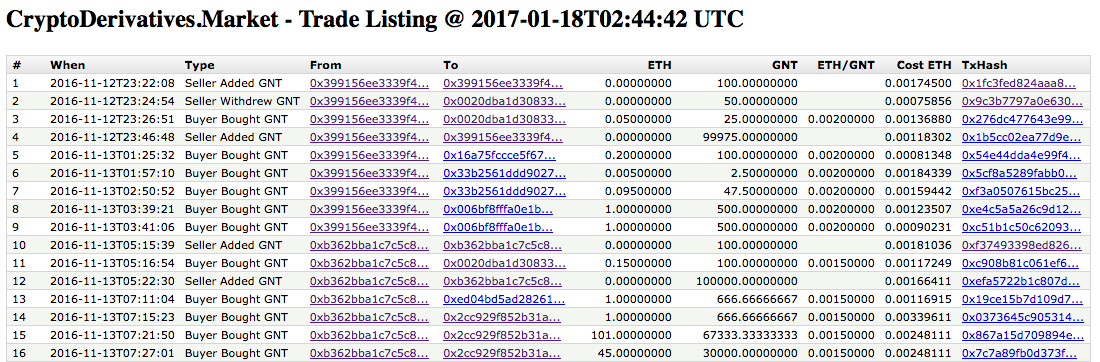 CryptoDerivatives.Market - Trade Listing @ 2017-01-18T02:44:42 UTC
# When Type From To ETH GNT ETH/GNT Cost ETH TxHash
1 2016-11-12T23:22:08 Seller Added GNT 0x399156ee3339f4... 0x399156ee3339f4... 0.00000000 100.00000000 0.00174500 0x1fc3fed824aaa8...
2 2016-11-12T23:24:54 Seller Withdrew GNT 0x399156ee3339f4... 0x0020dba1d30833... 0.00000000 50.00000000 0.00075856 0x9c3b7797a0e630...
3 2016-11-12T23:26:51 Buyer Bought GNT 0x399156ee3339f4... 0x0020dba1d30833... 0.05000000 25.00000000 0.00200000 0.00136880 0x276dc477643e99...
4 2016-11-12T23:46:48 Seller Added GNT 0x399156ee3339f4... 0x399156ee3339f4... 0.00000000 99975.00000000 0.00118302 0x1b5cc02ea77d9e...
5 2016-11-13T01:25:32 Buyer Bought GNT 0x399156ee3339f4... 0x16a75fccce5f67... 0.20000000 100.00000000 0.00200000 0.00081348 0x54e44dda4e99f4...
6 2016-11-13T01:57:10 Buyer Bought GNT 0x399156ee3339f4... 0x33b2561ddd9027... 0.00500000 2.50000000 0.00200000 0.00184339 0x5cf8a5289fabb0...
7 2016-11-13T02:50:52 Buyer Bought GNT 0x399156ee3339f4... 0x33b2561ddd9027... 0.09500000 47.50000000 0.00200000 0.00159442 0xf3a0507615bc25...
8 2016-11-13T03:39:21 Buyer Bought GNT 0x399156ee3339f4... 0x006bf8fffa0e1b... 1.00000000 500.00000000 0.00200000 0.00123507 0xe4c5a5a26c9d12...
9 2016-11-13T03:41:06 Buyer Bought GNT 0x399156ee3339f4... 0x006bf8fffa0e1b... 1.00000000 500.00000000 0.00200000 0.00090231 0xc51b1c50c62093...
10 2016-11-13T05:15:39 Seller Added GNT 0xb362bba1c7c5c8... 0xb362bba1c7c5c8... 0.00000000 100.00000000 0.00181036 0xf37493398ed826...
11 2016-11-13T05:16:54 Buyer Bought GNT 0xb362bba1c7c5c8... 0x0020dba1d30833... 0.15000000 100.00000000 0.00150000 0.00117249 0xc908b81c061ef6...
12 2016-11-13T05:22:30 Seller Added GNT 0xb362bba1c7c5c8... 0xb362bba1c7c5c8... 0.00000000 100000.00000000 0.00166411 0xefa5722b1c807d...
13 2016-11-13T07:11:04 Buyer Bought GNT 0xb362bba1c7c5c8... 0xed04bd5ad28261... 1.00000000 666.66666667 0.00150000 0.00116915 0x19ce15b7d109d7...
14 2016-11-13T07:15:23 Buyer Bought GNT 0xb362bba1c7c5c8... 0x2cc929f852b31a... 1.00000000 666.66666667 0.00150000 0.00339611 0x0373645c905314...
15 2016-11-13T07:21:50 Buyer Bought GNT 0xb362bba1c7c5c8... 0x2cc929f852b31a... 101.00000000 67333.33333333 0.00150000 0.00248111 0x867a15d709894e...
16 2016-11-13T07:27:01 Buyer Bought GNT 0xb362bba1c7c5c8... 0x2cc929f852b31a... 45.00000000 30000.00000000 0.00150000 0.00248111 0x7c7a89fb0d373f...